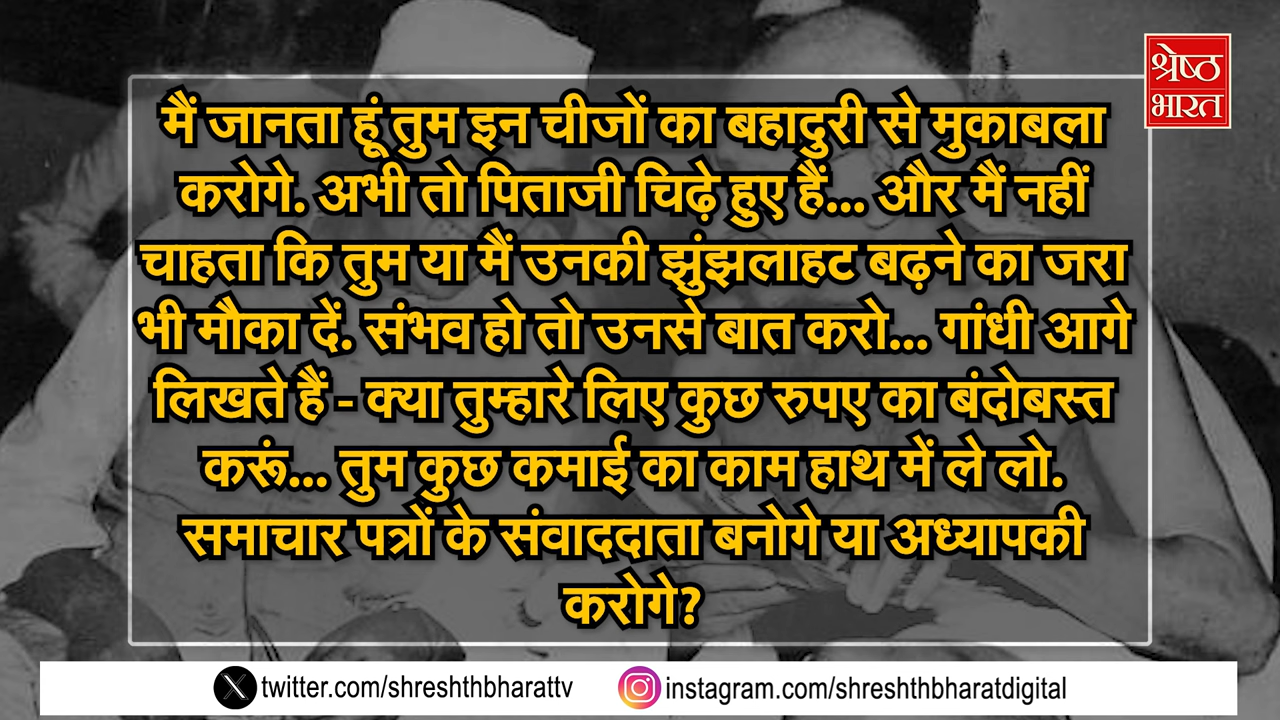 श्रेष्ठ
भारत
मैं जानता हूं तुम इन चीजों का बहादुरी से मुकाबला
करोगे. अभी तो पिताजी चिढ़े हुए हैं... और मैं नहीं
चाहता कि तुम या मैं उनकी झुंझलाहट बढ़ने का जरा
भी मौका दें. संभव हो तो उनसे बात करो... गांधी आगे
लिखते हैं - क्या तुम्हारे लिए कुछ रुपए का बंदोबस्त
करूं... तुम कुछ कमाई का काम हाथ में ले लो.
समाचार पत्रों के संवाददाता बनोगे या अध्यापकी
करोगे?
twitter.com/shreshthbharattv
instagram.com/shreshthbharatdigital